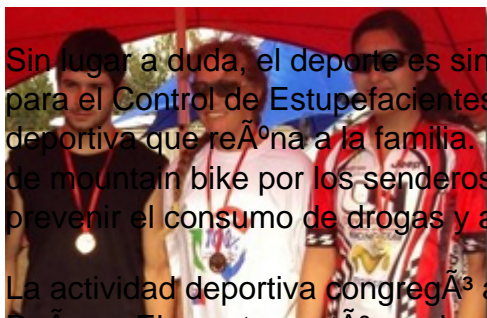 Sin lugar a duda, el deporte es sin
para el Control de Estupefacientes
deportiva que reÃºna a la familia.
de mountain bike por los senderos
prevenir el consumo de drogas y a
La actividad deportiva congregÃ³ a